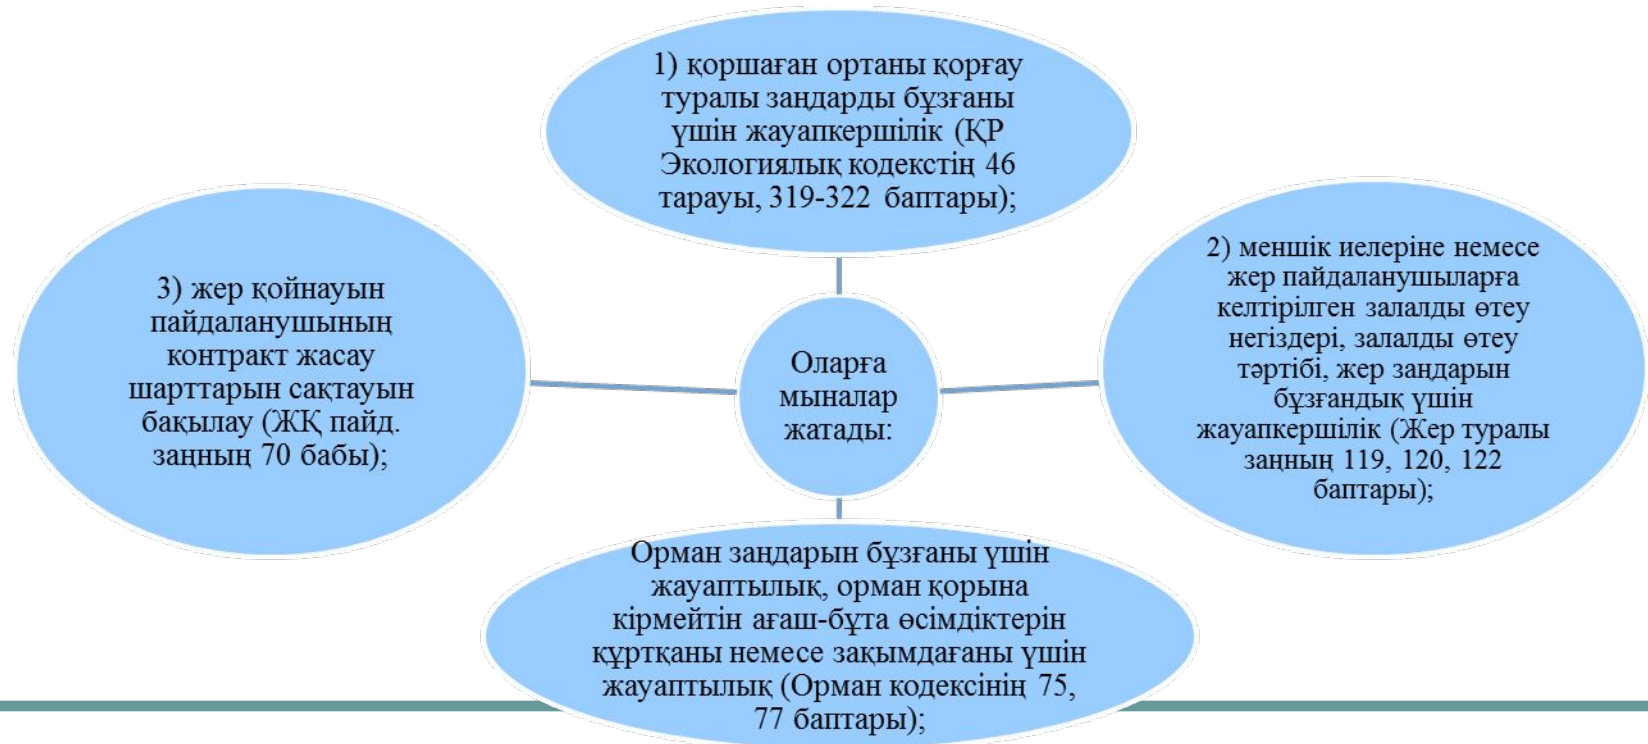 1) қоршаған ортаны қорғау
туралы заңдарды бұзғаны
үшін жауапкершілік (ҚР
Экологиялық кодекстің 46
тарауы, 319-322 баптары);
2) меншік иелеріне немесе
жер пайдаланушыларға
келтірілген залалды өтеу
негіздері, залалды өтеу
тәртібі, жер заңдарын
бұзғандық үшін
жауапкершілік (Жер туралы
заңның 119, 120, 122
баптары);
3) жер қойнауын
пайдаланушының
контракт жасау
шарттарын сақтауын
бақылау (ЖҚ пайд.
заңның 70 бабы);
Оларға
мыналар
жатады:
Орман заңдарын бұзғаны үшін
жауаптылық, орман қорына
кірмейтін ағаш-бұта өсімдіктерін
құртқаны немесе зақымдағаны үшін
жауаптылық (Орман кодексінің 75,
77 баптары);